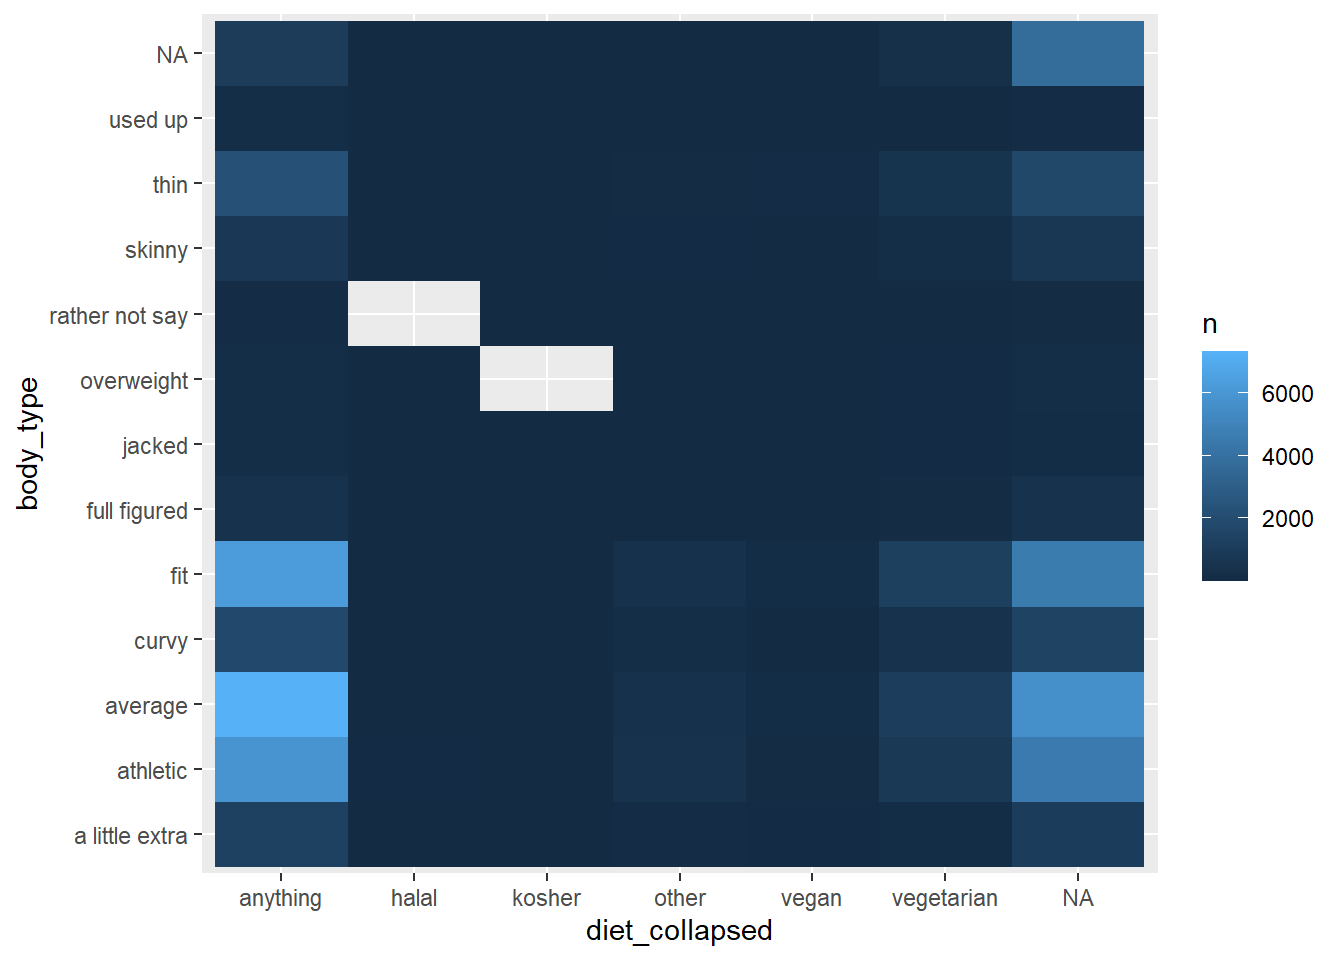 NA
used up
thin
skinny
rather not say
overweight
jacked
full figured
fit
curvy
average
athletic
a little extra
body_type
anything halal kosher other vegan vegetarian NA
diet_collapsed
n
6000
4000
2000